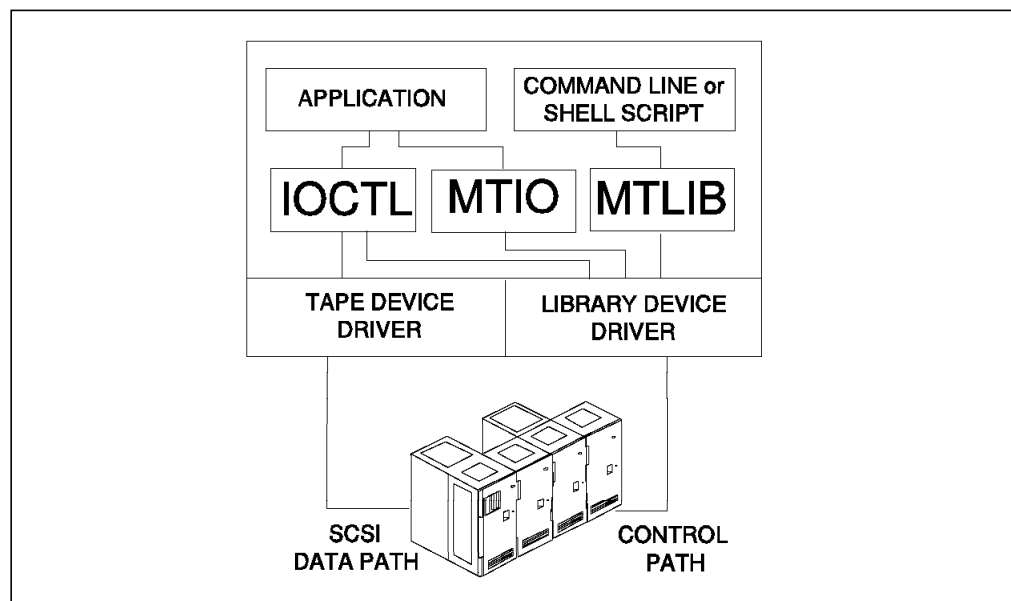 APPLICATION
COMMAND LINE or
SHELL SCRIPT
IOCTL
MTIO
MTLIB
TAPE DEVICE
DRIVER
LIBRARY DEVICE
DRIVER
SCSI
DATA PATH
CONTROL
PATH